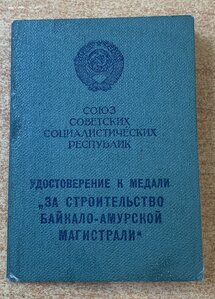 СОЮЗ
СОВЕТСКИХ
СОЦИАЛИСТИЧЕСКИХ
РЕСПУБЛИК
УДОСТОВЕРЕНИЕ К МЕДАЛИ
„ЗА СТРОИТЕЛЬСТВО
БАЙКАЛО-АМУРСКОЙ
МАГИСТРАЛИ“